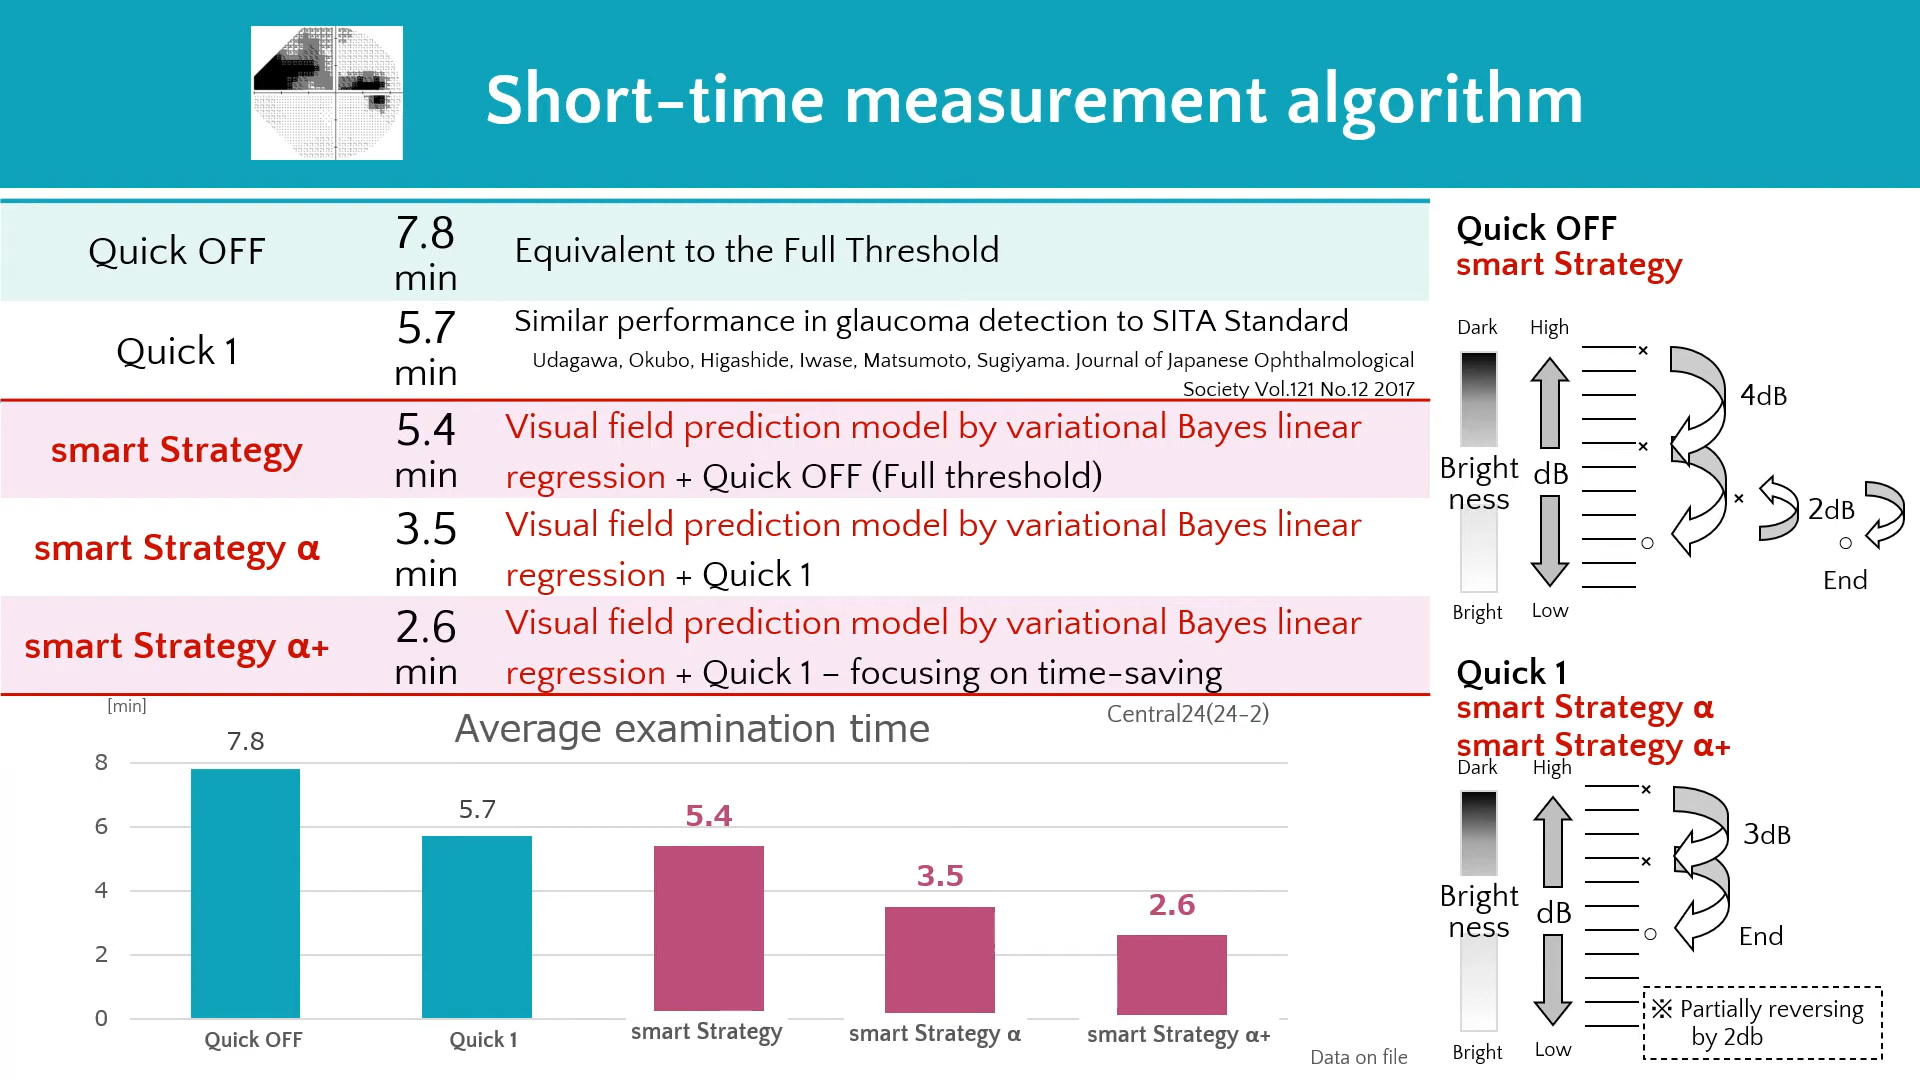 Short-time measurement algorithm
Quick OFF
7.8
min
Equivalent to the Full Threshold
Quick 1
5.7
min
Similar performance in glaucoma detection to SITA Standard
Udagawa, Okubo, Higashide, Iwase, Matsumoto, Sugiyama. Journal of Japanese Ophthalmological
Society Vol.121 No.12 2017
smart Strategy
5.4
min
Visual field prediction model by variational Bayes linear
regression + Quick OFF (Full threshold)
smart Strategy α
3.5
min
Visual field prediction model by variational Bayes linear
regression + Quick 1
smart Strategy α+
2.6
min
Visual field prediction model by variational Bayes linear
regression + Quick 1 – focusing on time-saving
[min]
Average examination time
Central24(24-2)
8
6
4
2
0
7.8
5.7
5.4
3.5
2.6
Quick OFF
Quick 1
smart Strategy
smart Strategy α
smart Strategy α+
Data on file
Quick OFF
smart Strategy
Dark
High
×
4dB
×
Bright
ness
dB
×
2dB
○
○
End
Bright
Low
Quick 1
smart Strategy α
smart Strategy α+
Dark
High
×
3dB
×
Bright
ness
dB
○
End
※ Partially reversing
by 2db
Bright
Low